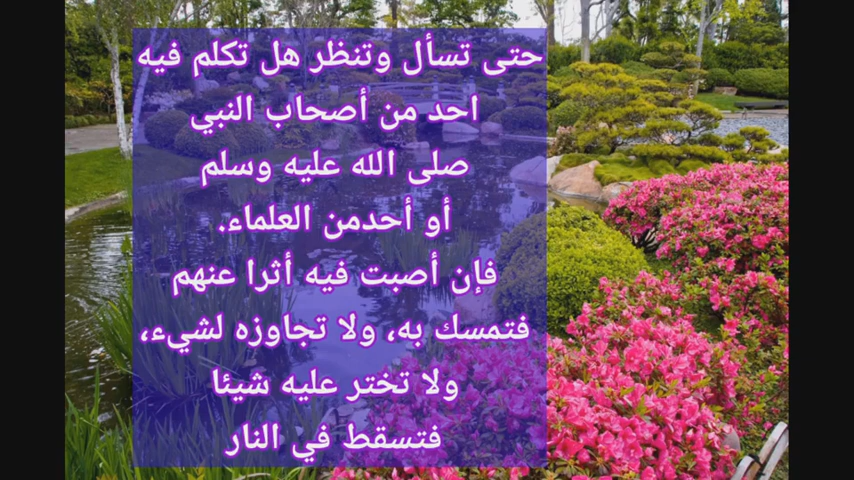 حتى تسأل وتنظر هل تكلم فيه
احد من أصحاب النبي
صلى الله عليه وسلم
أو أحدمن العلماء.
فإن أصبت فيه أثرا عنهم
فتمسك به، ولا تجاوزه لشيء،
ولا تختر عليه شيئا
فتسقط في النار